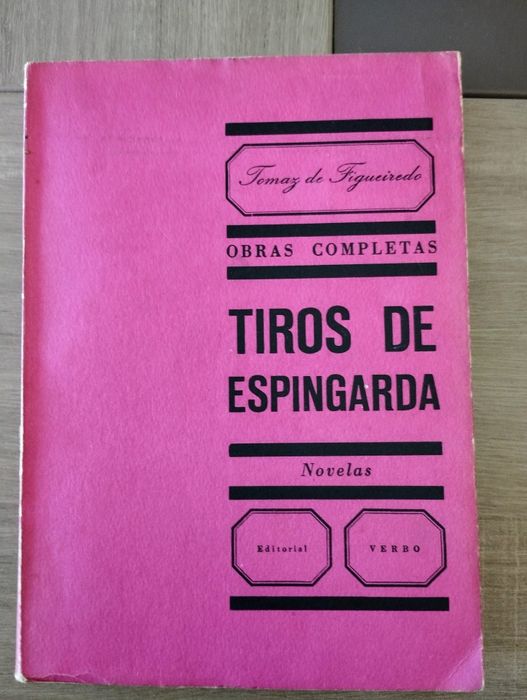 Tomaz de Figueiredo
OBRAS COMPLETAS
TIROS DE
ESPINGARDA
Novelas
Editorial VERBO